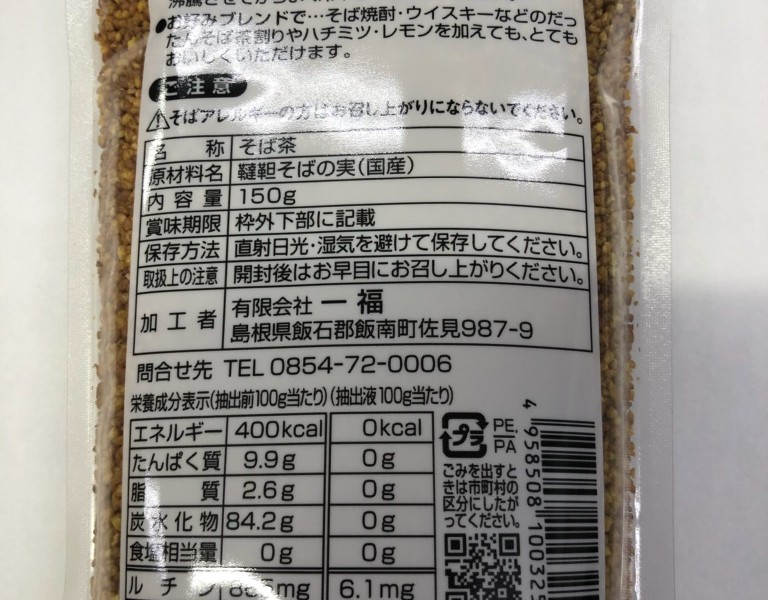 ●お好みブレンドで…そば焼酎・ウイスキーなどのだっ
たんそば茶割りやハチミツ・レモンを加えても、とても
おいしくいただけます。
ご注意
⚠そばアレルギーの方はお召し上がりにならないでください。
名称 そば茶
原材料名 韃靼そばの実(国産)
内容量 150g
賞味期限 枠外下部に記載
保存方法 直射日光・湿気を避けて保存してください。
取扱上の注意 開封後はお早目にお召し上がりください。
加工者 有限会社 一福
島根県飯石郡飯南町佐見987-9
問合せ先 TEL 0854-72-0006
栄養成分表示(抽出前100g当たり)(抽出液100g当たり)
エネルギー 400kcal 0kcal
たんぱく質 9.9g 0g
脂質 2.6g 0g
炭水化物 84.2g 0g
食塩相当量 0g 0g
ルチン mg 6.1mg
プラ
PE,
PA
ごみを出すと
きは市町村の
区分にしたが
ってください。
4 958508 10032